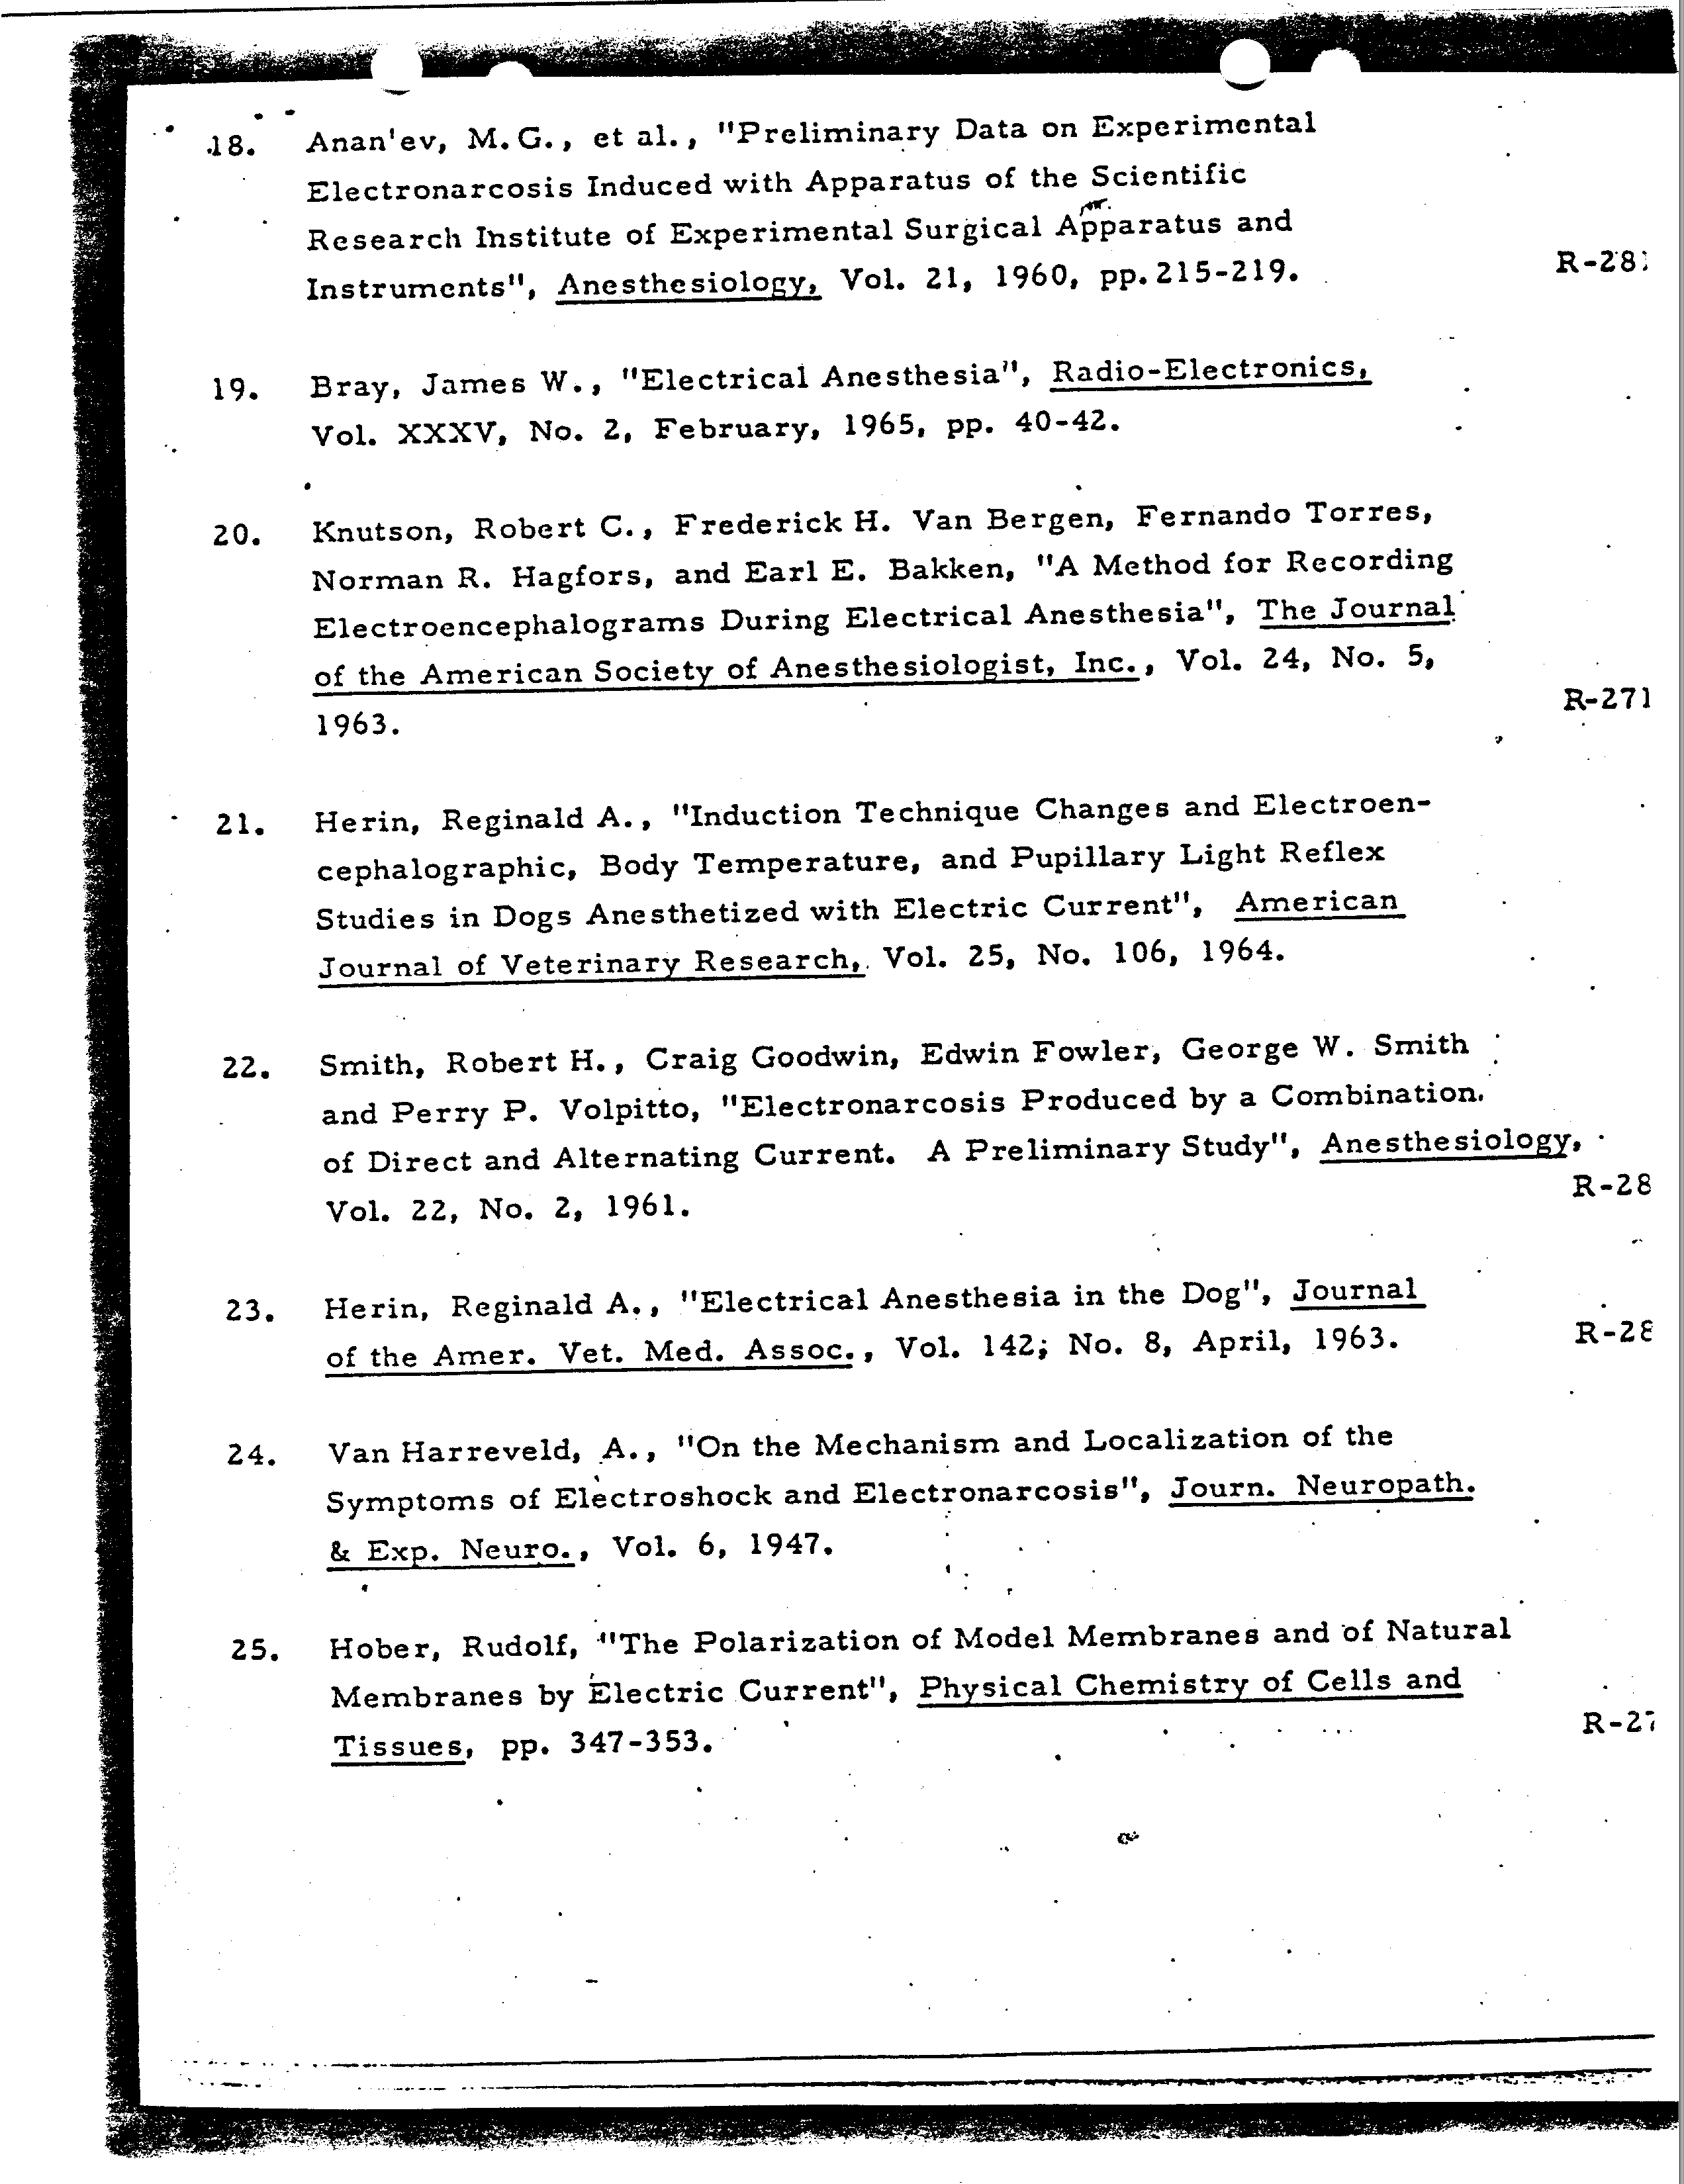 18. Anan'ev, M.G., et al., "Preliminary Data on Experimental
Electronarcosis Induced with Apparatus of the Scientific
Research Institute of Experimental Surgical Apparatus and
Instruments", Anesthesiology, Vol. 21, 1960, pp. 215-219.
R-281
19. Bray, James W., "Electrical Anesthesia", Radio-Electronics,
Vol. XXXV, No. 2, February, 1965, pp. 40-42.
20. Knutson, Robert C., Frederick H. Van Bergen, Fernando Torres,
Norman R. Hagfors, and Earl E. Bakken, "A Method for Recording
Electroencephalograms During Electrical Anesthesia", The Journal
of the American Society of Anesthesiologist, Inc., Vol. 24, No. 5,
1963.
R-271
21. Herin, Reginald A., "Induction Technique Changes and Electroen-
cephalographic, Body Temperature, and Pupillary Light Reflex
Studies in Dogs Anesthetized with Electric Current", American
Journal of Veterinary Research, Vol. 25, No. 106, 1964.
22. Smith, Robert H., Craig Goodwin, Edwin Fowler, George W. Smith
and Perry P. Volpitto, "Electronarcosis Produced by a Combination
of Direct and Alternating Current. A Preliminary Study", Anesthesiology,
Vol. 22, No. 2, 1961.
R-28
23. Herin, Reginald A., "Electrical Anesthesia in the Dog", Journal
of the Amer. Vet. Med. Assoc., Vol. 142; No. 8, April, 1963.
R-28
24. Van Harreveld, A., "On the Mechanism and Localization of the
Symptoms of Electroshock and Electronarcosis", Journ. Neuropath.
& Exp. Neuro., Vol. 6, 1947.
25. Hober, Rudolf, "The Polarization of Model Membranes and of Natural
Membranes by Electric Current", Physical Chemistry of Cells and
Tissues, pp. 347-353.
R-27